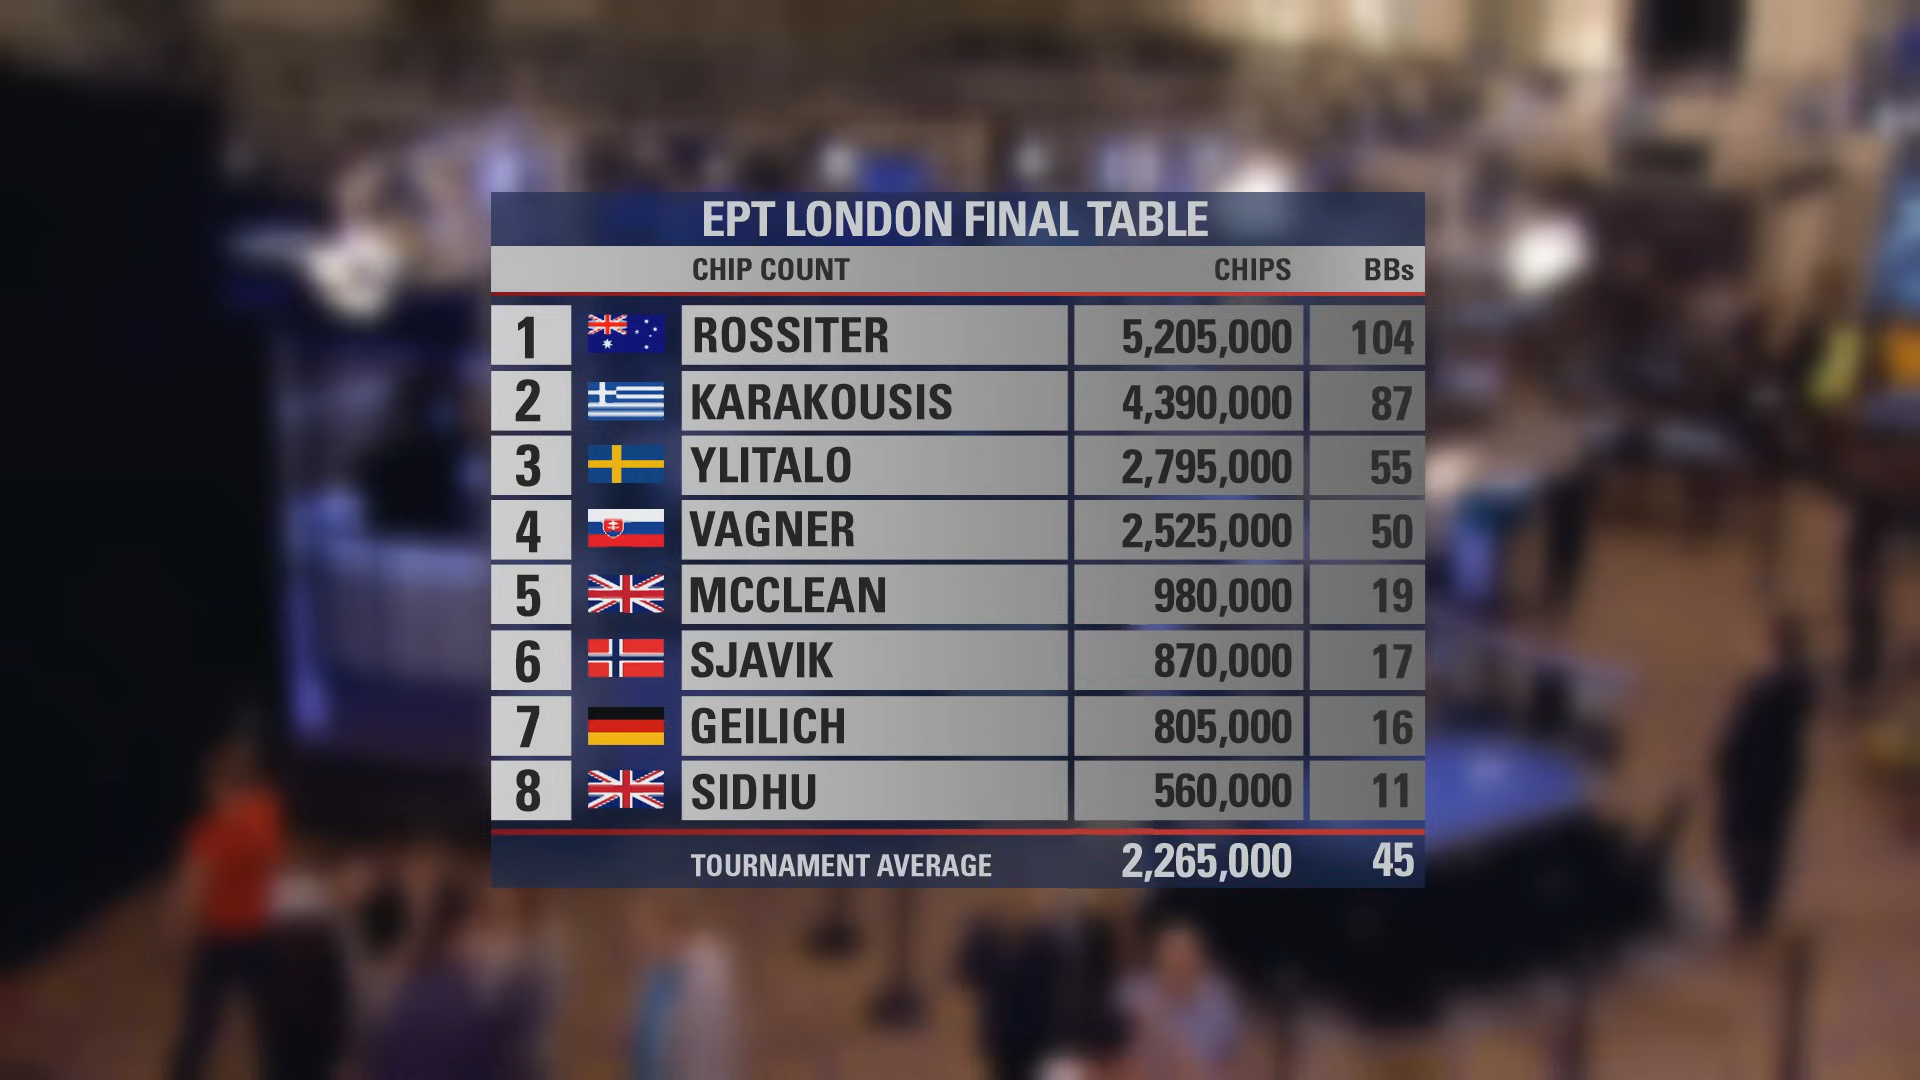 EPT LONDON FINAL TABLE
CHIP COUNT CHIPS BBs
1 ROSSITER 5,205,000 104
2 KARAKOUSIS 4,390,000 87
3 YLITALO 2,795,000 55
4 VAGNER 2,525,000 50
5 MCCLEAN 980,000 19
6 SJAVIK 870,000 17
7 GEILICH 805,000 16
8 SIDHU 560,000 11
TOURNAMENT AVERAGE 2,265,000 45